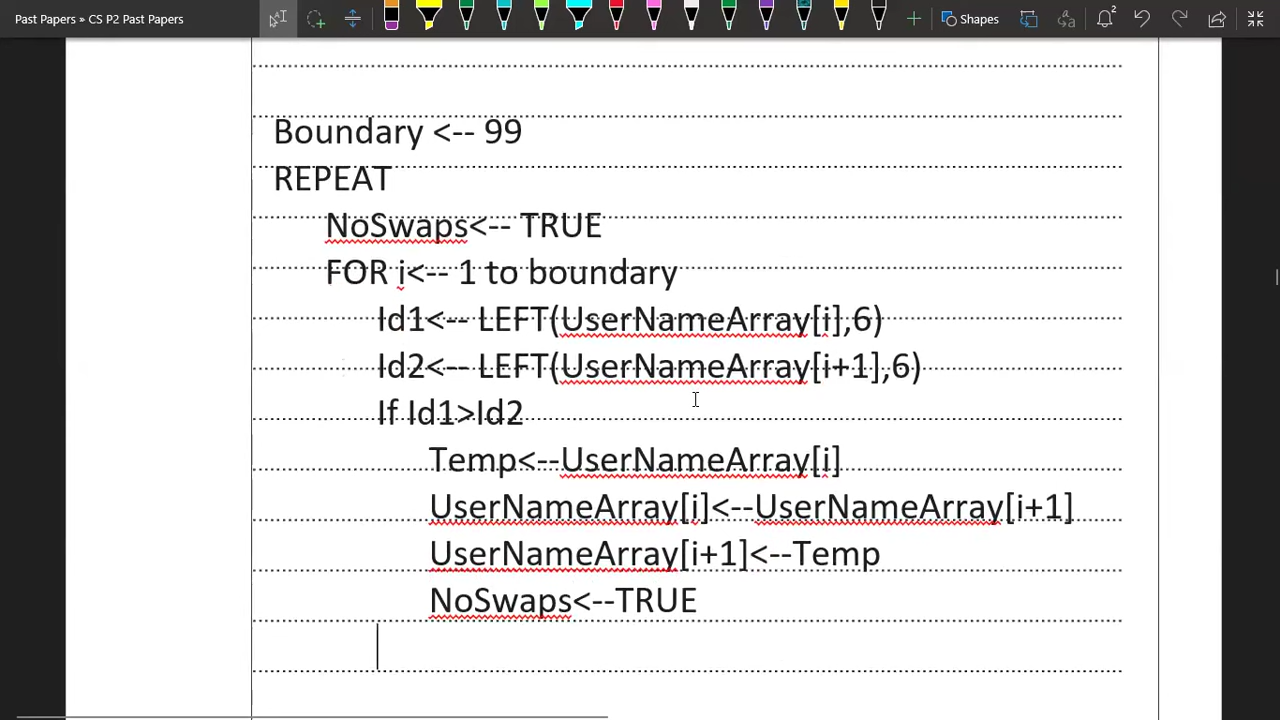 Past Papers » CS P2 Past Papers
Shapes
2
Boundary <-- 99
REPEAT
NoSwaps<-- TRUE
FOR i<-- 1 to boundary
Id1<-- LEFT(UserNameArray[i],6)
Id2<-- LEFT(UserNameArray[i+1],6)
If Id1>Id2
Temp<--UserNameArray[i]
UserNameArray[i]<--UserNameArray[i+1]
UserNameArray[i+1]<--Temp
NoSwaps<--TRUE